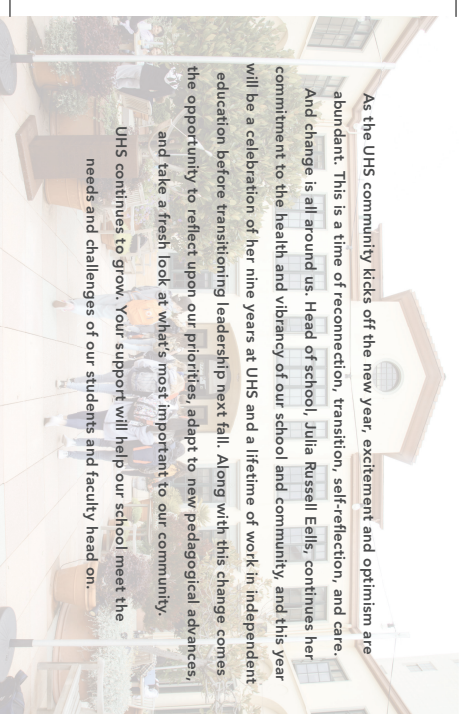 As the UHS community kicks off the new year, excitement and optimism are
abundant. This is a time of reconnection, transition, self-reflection, and care.
And change is all around us. Head of school, Julia Russell Eells, continues her
commitment to the health and vibrancy of our school and community, and this year
will be a celebration of her nine years at UHS and a lifetime of work in independent
education before transitioning leadership next fall. Along with this change comes
the opportunity to reflect upon our priorities, adapt to new pedagogical advances,
and take a fresh look at what's most important to our community.
UHS continues to grow. Your support will help our school meet the
needs and challenges of our students and faculty head on.